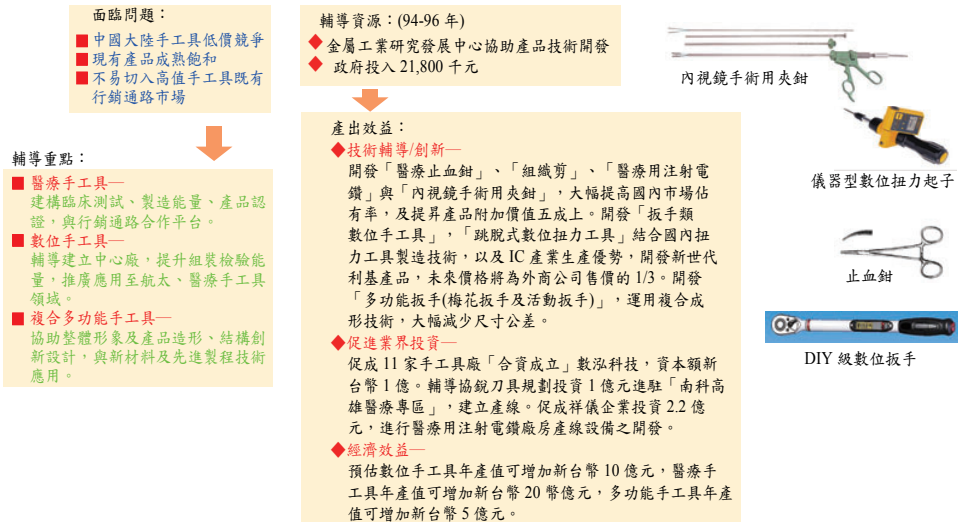 面臨問題：
■中國大陸手工具低價競爭
■現有產品成熟飽和
■不易切入高值手工具既有
行銷通路市場
輔導重點：
■ 醫療手工具—
建構臨床測試、製造能量、產品認
證，與行銷通路合作平台。
■ 數位手工具—
輔導建立中心廠，提升組裝檢驗能
量，推廣應用至航太、醫療手工具
領域。
■ 複合多功能手工具—
協助整體形象及產品造形、結構創
新設計，與新材料及先進製程技術
應用。
輔導資源：(94-96 年)
◆金屬工業研究發展中心協助產品技術開發
◆ 政府投入 21,800 千元
產出效益：
◆技術輔導/創新—
開發「醫療止血鉗」、「組織剪」、「醫療用注射電
鑽」與「內視鏡手術用夾鉗」，大幅提高國內市場佔
有率，及提昇產品附加價值五成上。開發「扳手類
數位手工具」，「跳脫式數位扭力工具」結合國內扭
力工具製造技術，以及 IC 產業生產優勢，開發新世代
利基產品，未來價格將為外商公司售價的 1/3。開發
「多功能扳手(梅花扳手及活動扳手)」，運用複合成
形技術，大幅減少尺寸公差。
◆促進業界投資—
促成 11 家手工具廠「合資成立」數泓科技，資本額新
台幣 1 億。輔導協銳刀具規劃投資 1 億元進駐「南科高
雄醫療專區」，建立產線。促成祥儀企業投資 2.2 億
元，進行醫療用注射電鑽廠房產線設備之開發。
◆經濟效益—
預估數位手工具年產值可增加新台幣 10 億元，醫療手
工具年產值可增加新台幣 20 幣億元，多功能手工具年產
值可增加新台幣 5 億元。
內視鏡手術用夾鉗
儀器型數位扭力起子
止血鉗
DIY 級數位扳手